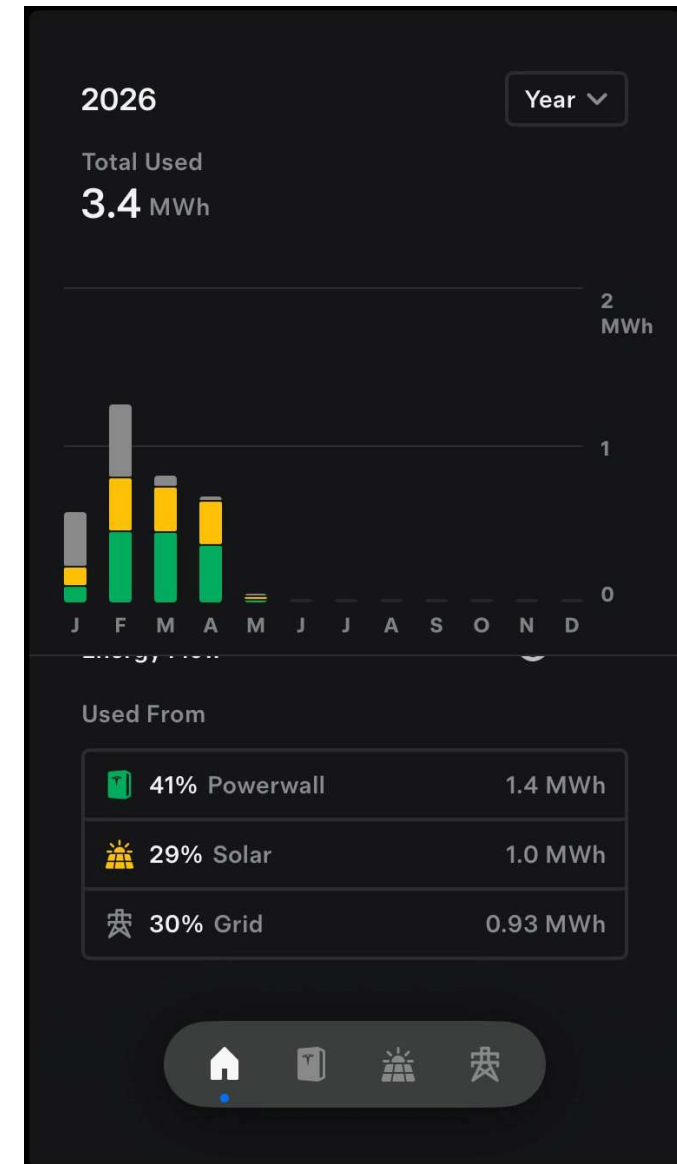 2026 Year
Total Used
3.4 MWh
2
MWh
1
0
J F M A M J J A S O N D
Used From
41% Powerwall 1.4 MWh
29% Solar 1.0 MWh
30% Grid 0.93 MWh